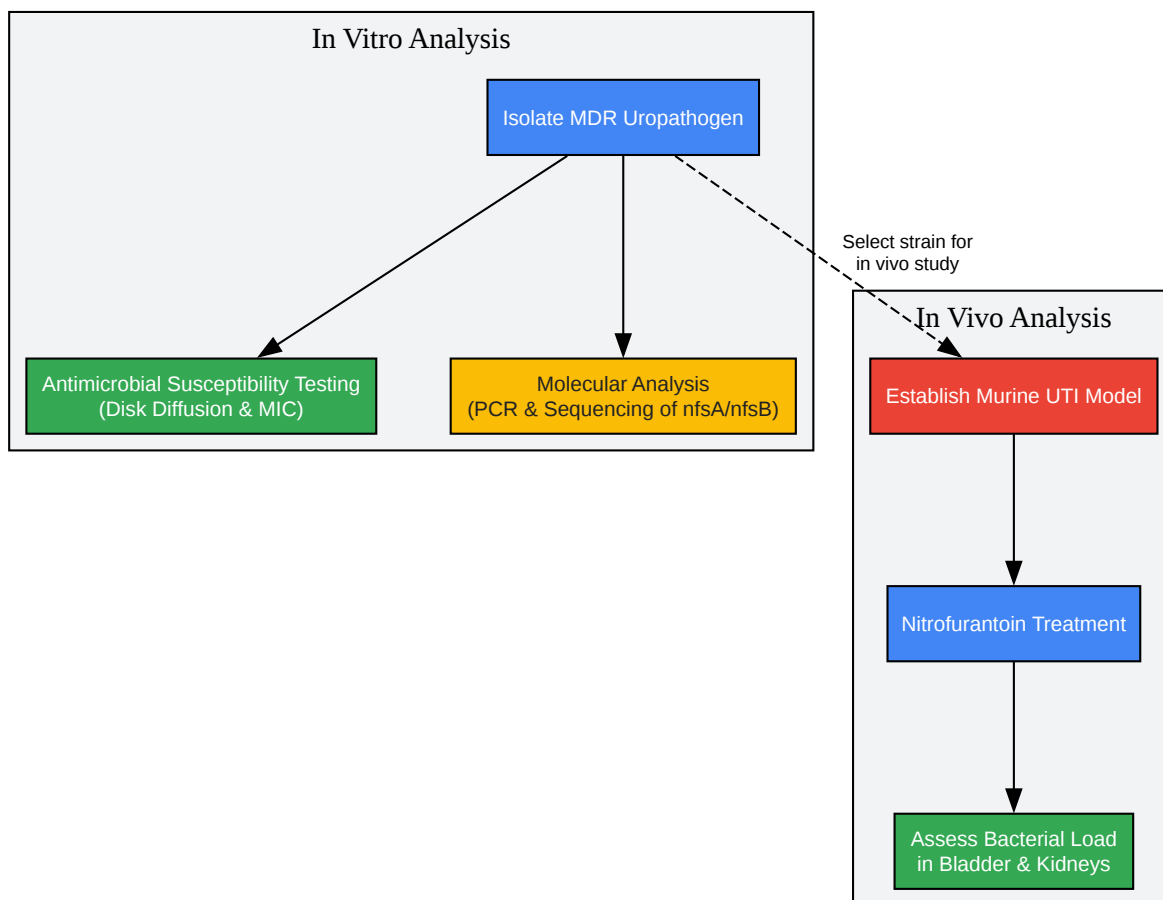 In Vitro Analysis
Isolate MDR Uropathogen
Select strain for
in vivo study
In Vivo Analysis
Antimicrobial Susceptibility Testing
(Disk Diffusion & MIC)
Molecular Analysis
(PCR & Sequencing of nfsA/nfsB)
Establish Murine UTI Model
Nitrofurantoin Treatment
Assess Bacterial Load
in Bladder & Kidneys